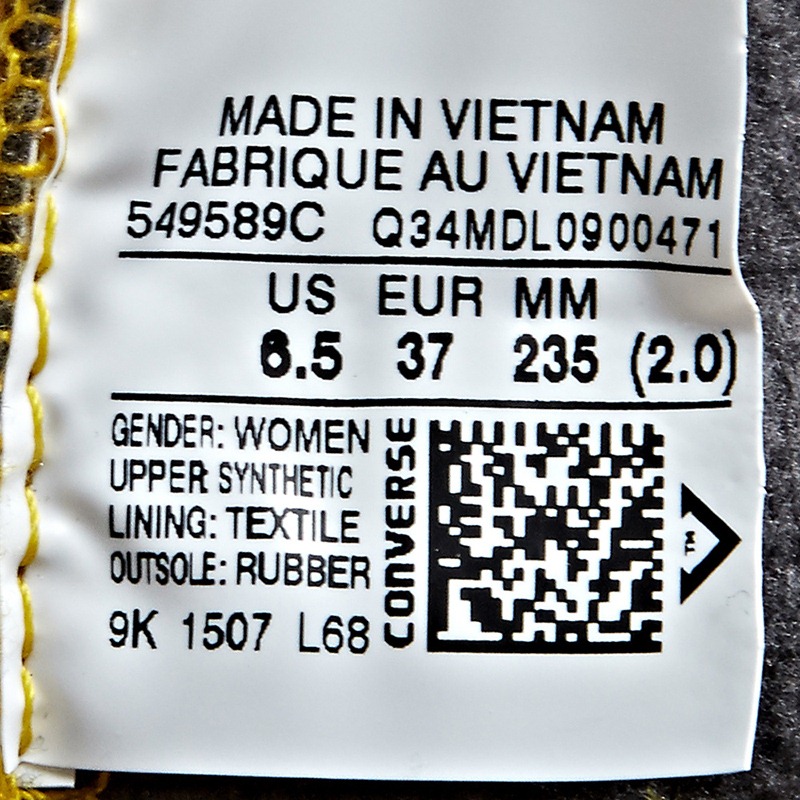 MADE IN VIETNAM
FABRIQUE AU VIETNAM
549589C Q34MDL0900471
US EUR MM
6.5 37 235 (2.0)
GENDER: WOMEN
UPPER: SYNTHETIC
LINING: TEXTILE
OUTSOLE: RUBBER
9K 1507 L68
CONVERSE
TM